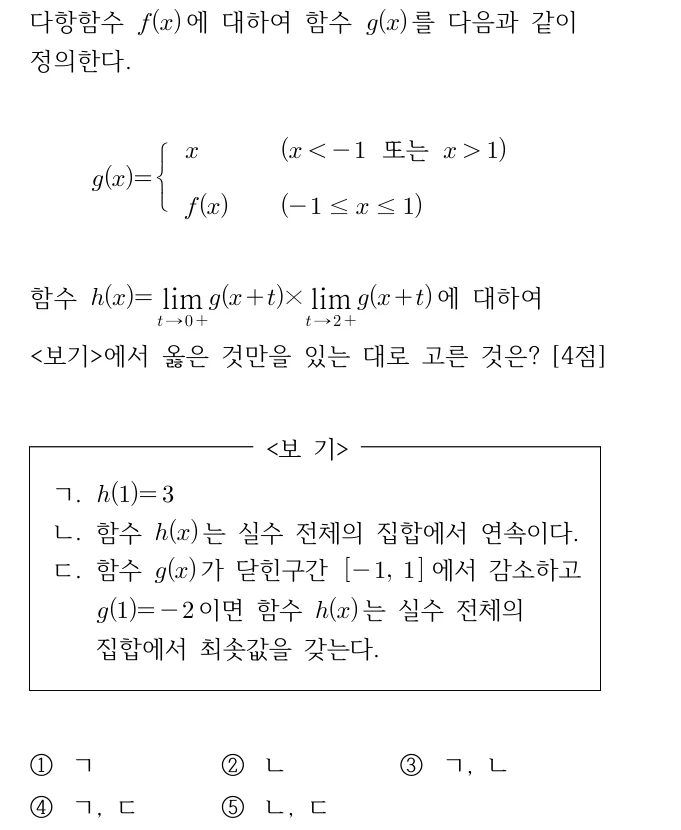 다항함수 f(x)에 대하여 함수 g(x)를 다음과 같이
정의한다.
g(x)={ x (x<-1 또는 x>1)
f(x) (-1≤x≤1)
함수 h(x)= lim g(x+t)× lim g(x+t)에 대하여
t→0+ t→2+
<보기>에서 옳은 것만을 있는 대로 고른 것은? [4점]
<보 기>
ㄱ. h(1)=3
ㄴ. 함수 h(x)는 실수 전체의 집합에서 연속이다.
ㄷ. 함수 g(x)가 닫힌구간 [-1, 1]에서 감소하고
g(1)=-2이면 함수 h(x)는 실수 전체의
집합에서 최솟값을 갖는다.
① ㄱ ② ㄴ ③ ㄱ, ㄴ
④ ㄱ, ㄷ ⑤ ㄴ, ㄷ